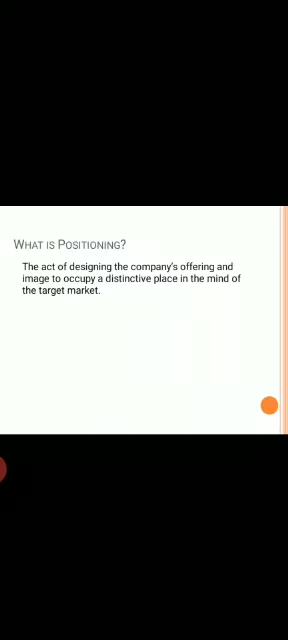 WHAT IS POSITIONING?
The act of designing the company's offering and
image to occupy a distinctive place in the mind of
the target market.